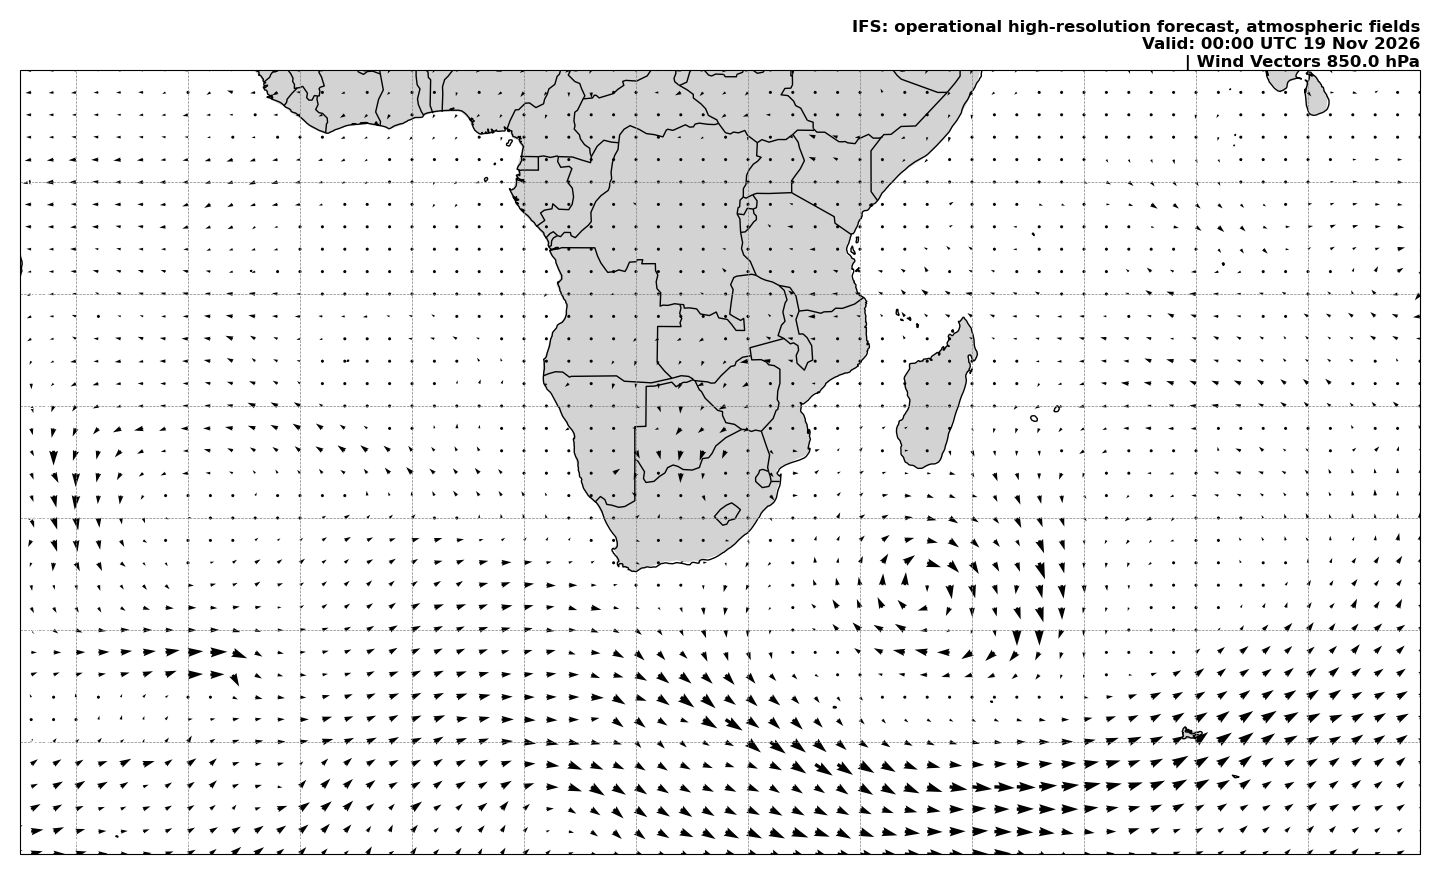 IFS: operational high-resolution forecast, atmospheric fields
Valid: 00:00 UTC 19 Nov 2026
| Wind Vectors 850.0 hPa